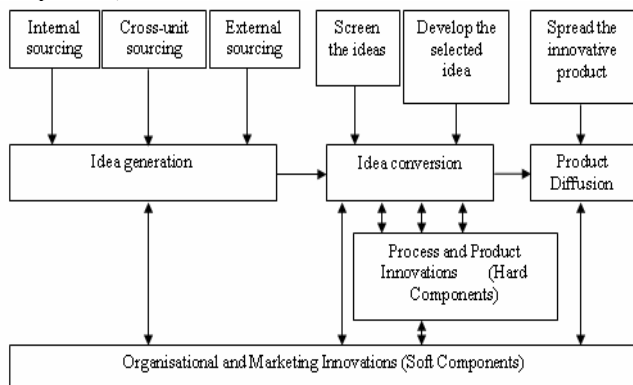 Internal
sourcing
Cross-unit
sourcing
External
sourcing
Screen
the ideas
Develop the
selected
idea
Spread the
innovative
product
Idea generation
Idea conversion
Product
Diffusion
Process and Product
Innovations (Hard
Components)
Organisational and Marketing Innovations (Soft Components)